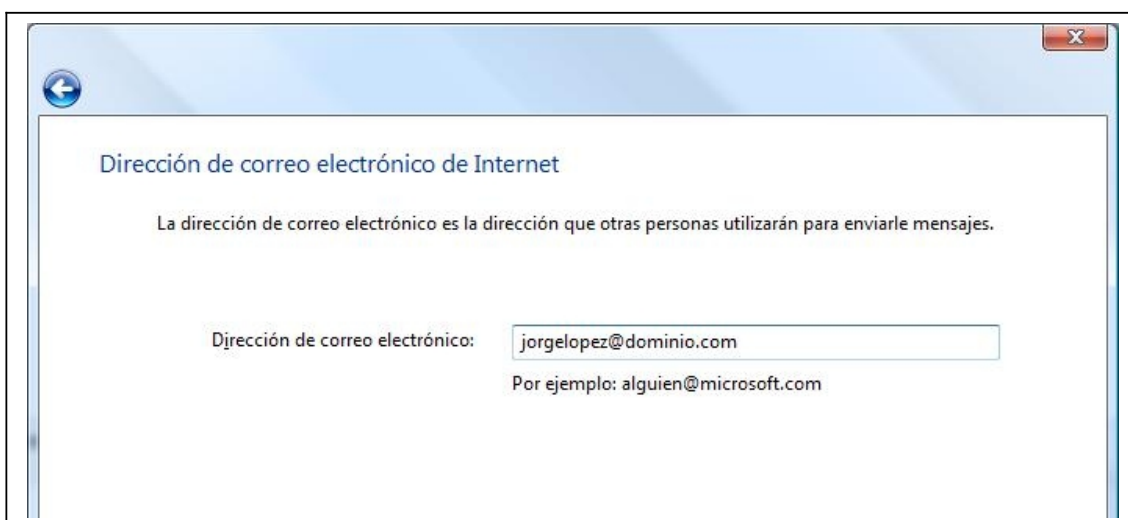 X
Dirección de correo electrónico de Internet
La dirección de correo electrónico es la dirección que otras personas utilizarán para enviarle mensajes.
Dirección de correo electrónico: jorgelopez@dominio.com
Por ejemplo: alguien@microsoft.com